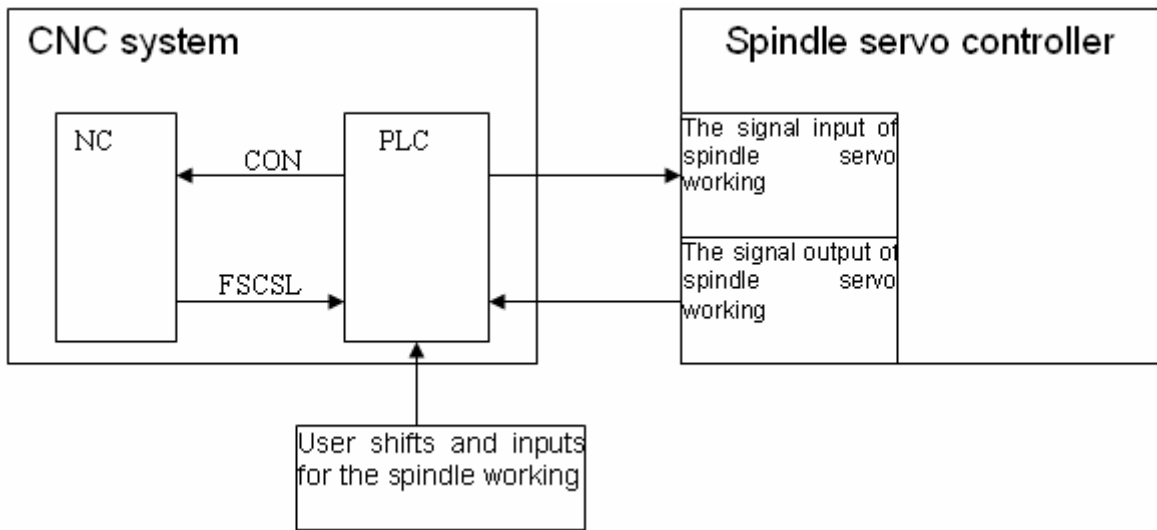 CNC system
Spindle servo controller
NC
CON
PLC
FSCSL
The signal input of
spindle servo
working
The signal output of
spindle servo
working
User shifts and inputs
for the spindle working